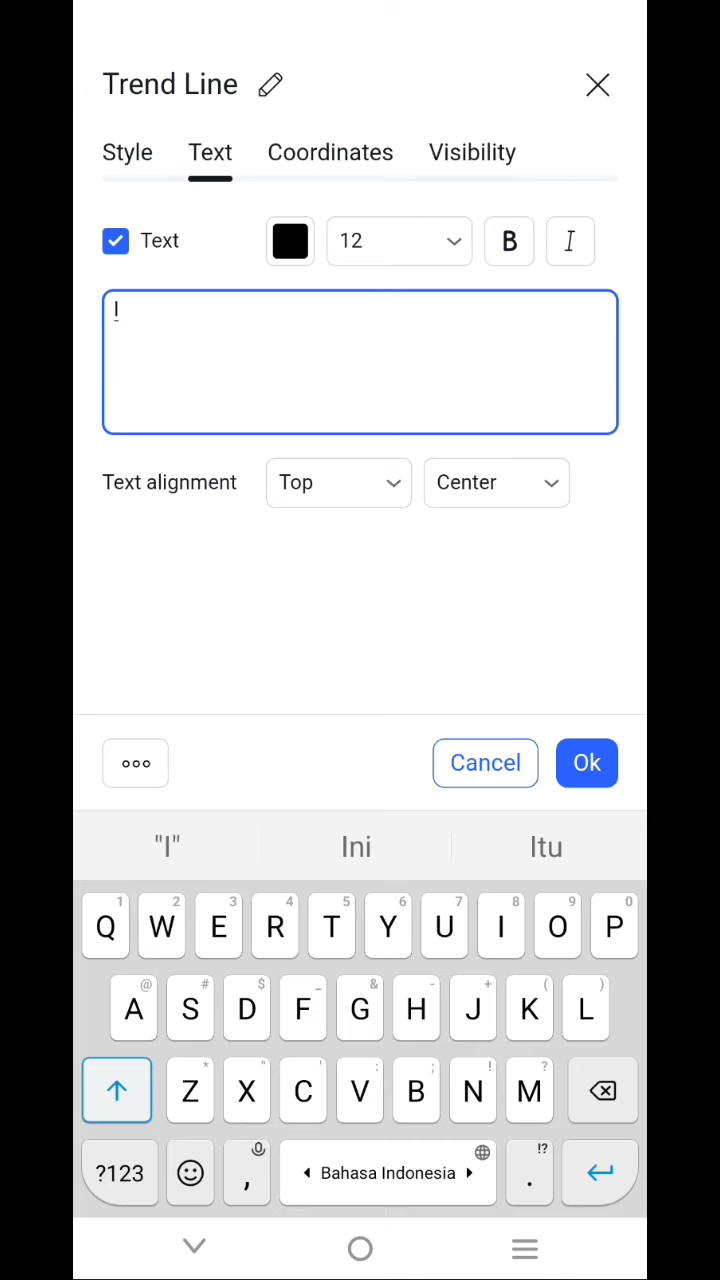 Trend Line
Style Text Coordinates Visibility
Text 12 B I
I
Text alignment Top Center
Cancel Ok
"I" Ini Itu
1 2 3 4 5 6 7 8 9 0
Q W E R T Y U I O P
@ # $ _ & - + ( )
A S D F G H J K L
* " ' : ; ! ?
Z X C V B N M
!?
?123 , Bahasa Indonesia .